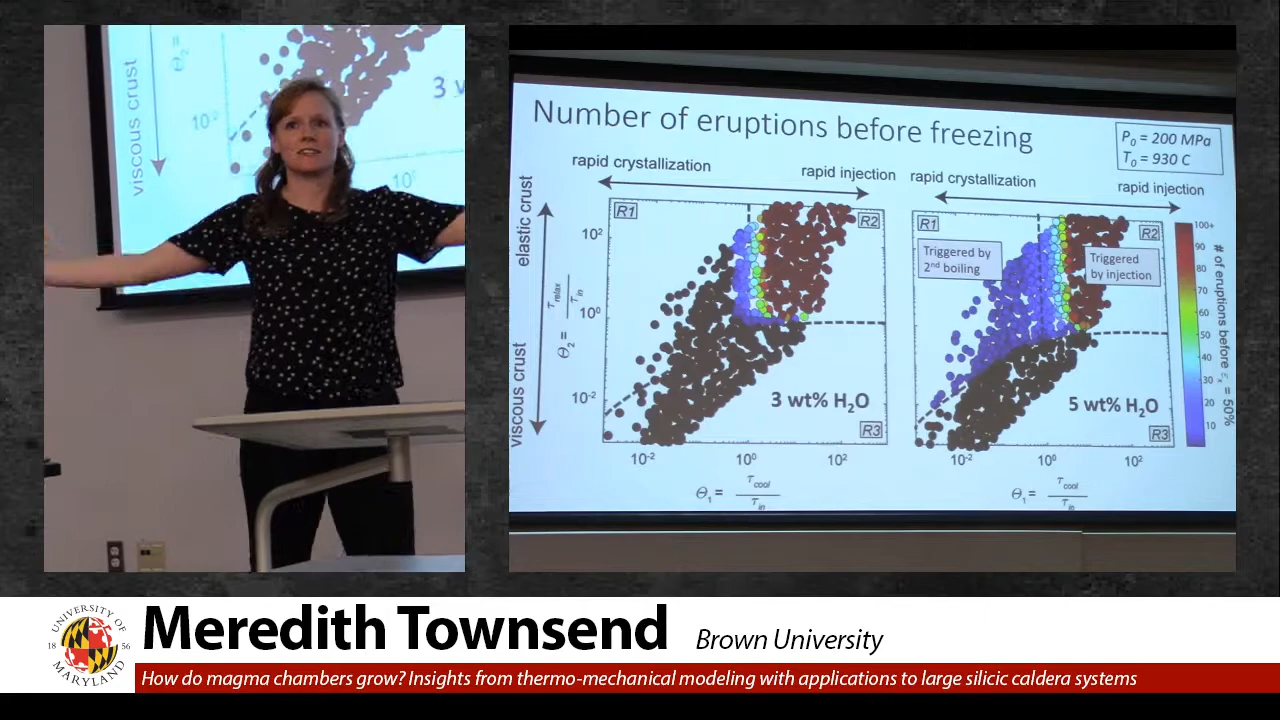 viscous crust
Θ₂ =
3
10⁻²
10⁰
Number of eruptions before freezing
P₀ = 200 MPa
T₀ = 930 C
rapid crystallization
rapid injection
rapid crystallization
rapid injection
elastic crust
viscous crust
Θ₂ = τrelax / τin
10²
10⁰
10⁻²
R1
R2
3 wt% H₂O
R3
10⁻²
10⁰
10²
Θ₁ = τcool / τin
R1
R2
Triggered by
2nd boiling
Triggered
by injection
5 wt% H₂O
R3
10⁻²
10⁰
10²
Θ₁ = τcool / τin
100+
90
80
70
60
50
40
30
20
10
# of eruptions before εₓ = 50%
UNIVERSITY OF
18 56
MARYLAND
Meredith Townsend
Brown University
How do magma chambers grow? Insights from thermo-mechanical modeling with applications to large silicic caldera systems